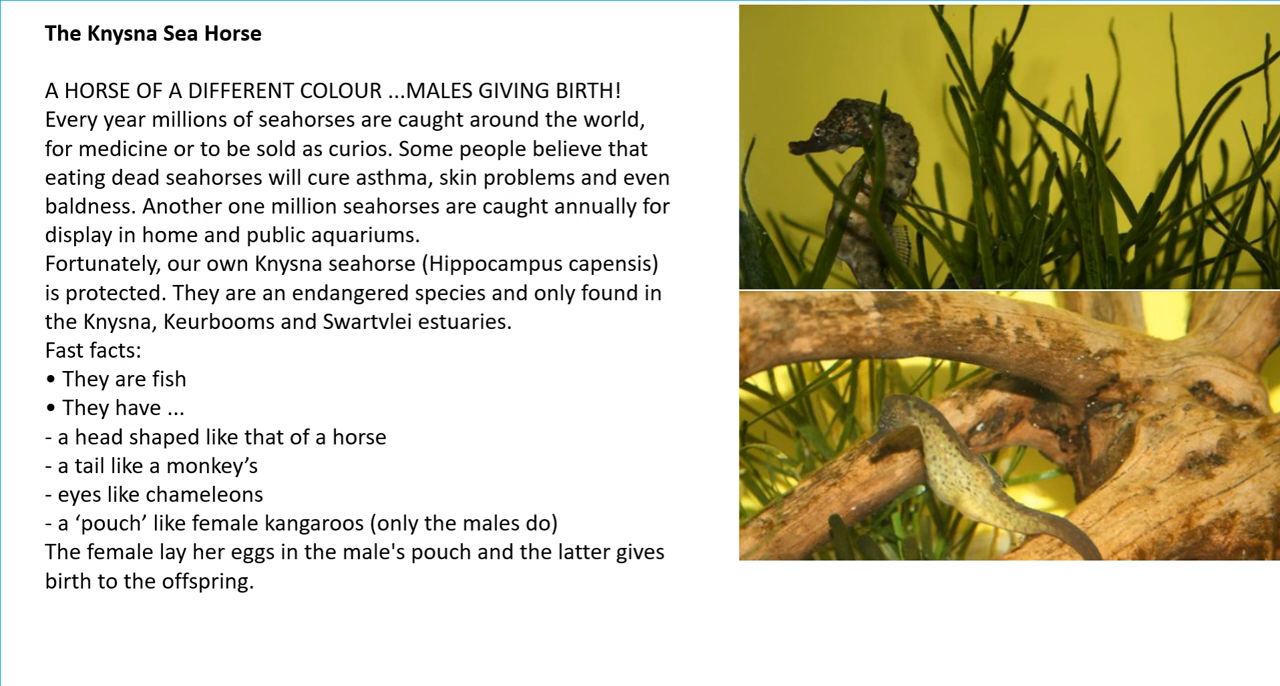 The Knysna Sea Horse
A HORSE OF A DIFFERENT COLOUR ...MALES GIVING BIRTH!
Every year millions of seahorses are caught around the world,
for medicine or to be sold as curios. Some people believe that
eating dead seahorses will cure asthma, skin problems and even
baldness. Another one million seahorses are caught annually for
display in home and public aquariums.
Fortunately, our own Knysna seahorse (Hippocampus capensis)
is protected. They are an endangered species and only found in
the Knysna, Keurbooms and Swartvlei estuaries.
Fast facts:
• They are fish
• They have ...
- a head shaped like that of a horse
- a tail like a monkey’s
- eyes like chameleons
- a ‘pouch’ like female kangaroos (only the males do)
The female lay her eggs in the male's pouch and the latter gives
birth to the offspring.